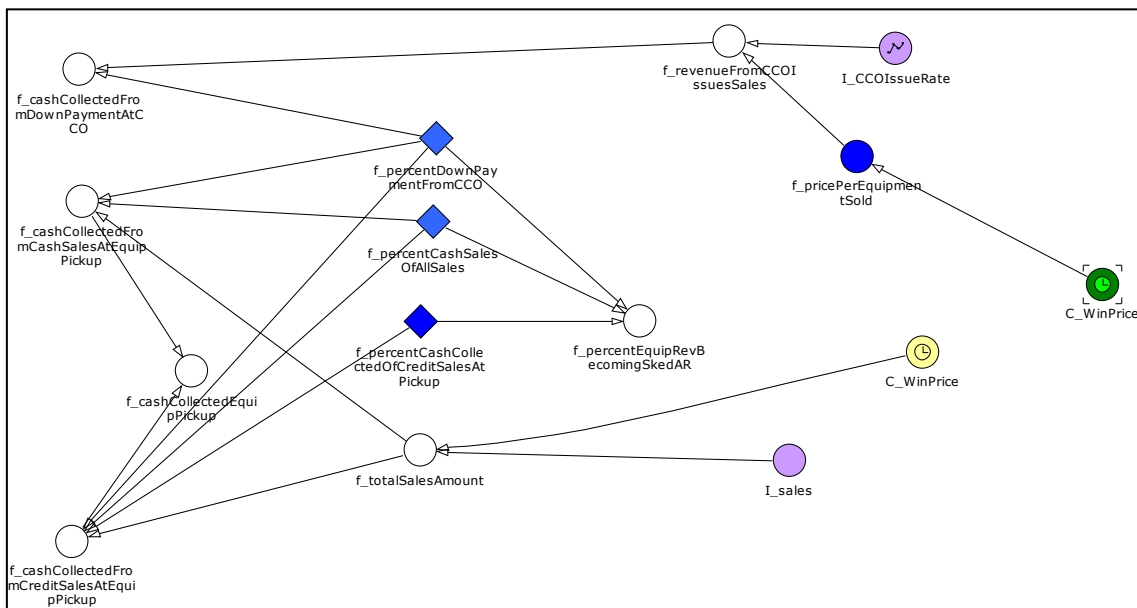 f_revenueFromCCOI
ssuesSales
I_CCOIssueRate
f_cashCollectedFro
mDownPaymentAtC
CO
f_percentDownPay
mentFromCCO
f_pricePerEquipmen
tSold
f_cashCollectedFro
mCashSalesAtEquip
Pickup
f_percentCashSales
OfAllSales
C_WinPrice
f_percentCashColle
ctedOfCreditSalesAt
Pickup
f_percentEquipRevB
ecomingSkedAR
C_WinPrice
f_cashCollectedEqui
pPickup
f_totalSalesAmount
I_sales
f_cashCollectedFro
mCreditSalesAtEqui
pPickup